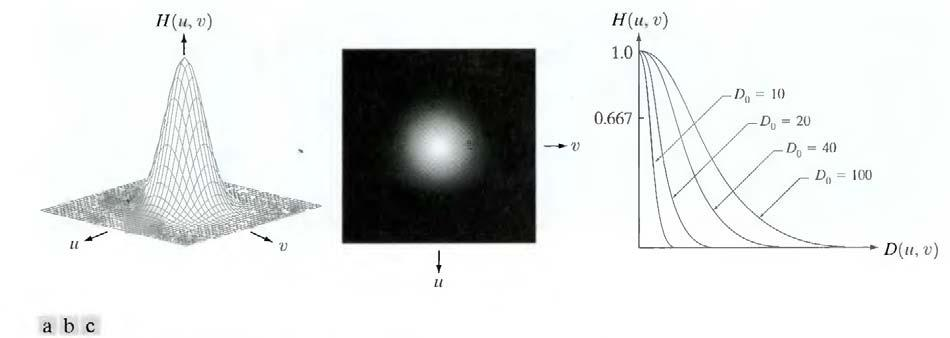 H(u, v)
u
v
v
u
H(u, v)
1.0
0.667
D₀ = 10
D₀ = 20
D₀ = 40
D₀ = 100
D(u, v)
a b c